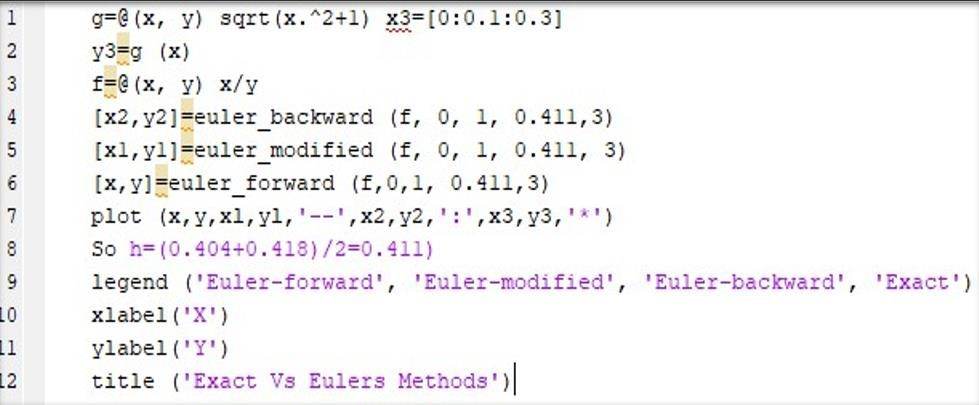 1 g=@(x, y) sqrt(x.^2+1) x3=[0:0.1:0.3]
2 y3=g (x)
3 f=@(x, y) x/y
4 [x2,y2]=euler_backward (f, 0, 1, 0.411,3)
5 [x1,y1]=euler_modified (f, 0, 1, 0.411, 3)
6 [x,y]=euler_forward (f,0,1, 0.411,3)
7 plot (x,y,x1,y1,'--',x2,y2,':',x3,y3,'*')
8 So h=(0.404+0.418)/2=0.411)
9 legend ('Euler-forward', 'Euler-modified', 'Euler-backward', 'Exact')
10 xlabel('X')
11 ylabel('Y')
12 title ('Exact Vs Eulers Methods')